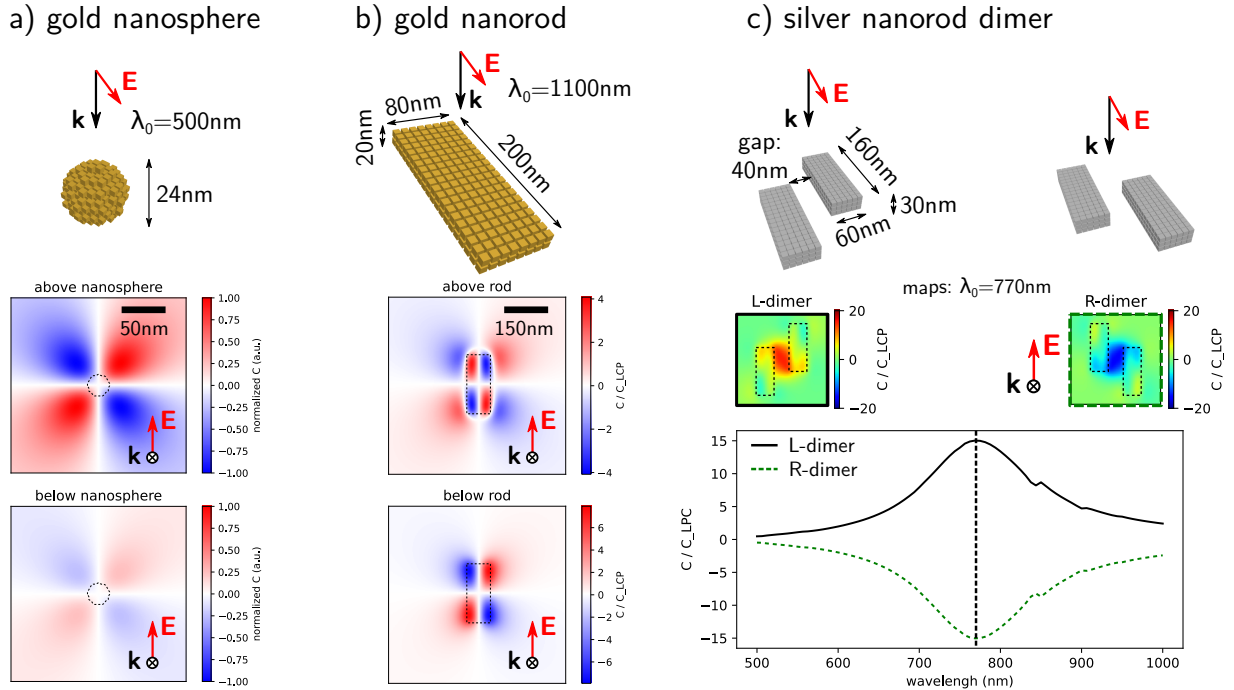 a) gold nanosphere
E
k
λ₀=500nm
24nm
above nanosphere
50nm
E
k
1.00
0.75
0.50
0.25
0.00
−0.25
−0.50
−0.75
−1.00
normalized C (a.u.)
below nanosphere
E
k
1.00
0.75
0.50
0.25
0.00
−0.25
−0.50
−0.75
−1.00
normalized C (a.u.)
b) gold nanorod
E
k
λ₀=1100nm
80nm
20nm
200nm
above rod
150nm
E
k
4
2
0
−2
−4
C / C_LCP
below rod
E
k
6
4
2
0
−2
−4
−6
C / C_LCP
c) silver nanorod dimer
E
k
gap:
40nm
160nm
30nm
60nm
E
k
maps: λ₀=770nm
L-dimer
20
0
−20
C / C_LCP
E
k
R-dimer
20
0
−20
C / C_LCP
L-dimer
R-dimer
15
10
5
0
−5
−10
−15
C / C_LPC
500
600
700
800
900
1000
wavelengh (nm)